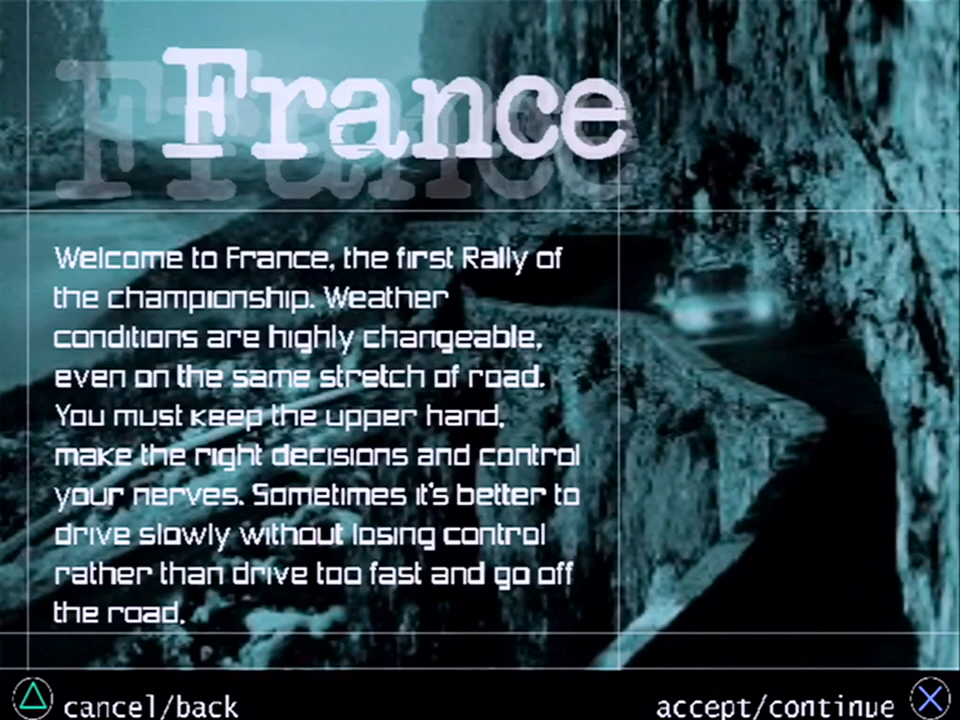 France
Welcome to France, the first Rally of
the championship. Weather
conditions are highly changeable,
even on the same stretch of road.
You must keep the upper hand,
make the right decisions and control
your nerves. Sometimes it's better to
drive slowly without losing control
rather than drive too fast and go off
the road.
cancel/back
accept/continue